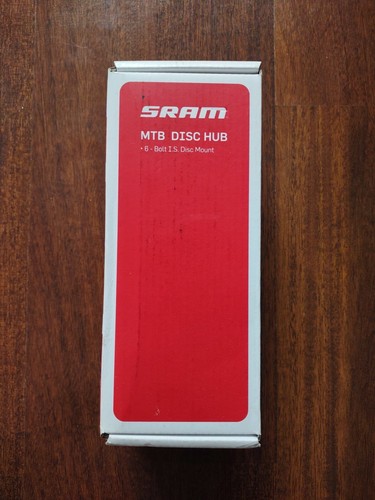 SRAM
MTB DISC HUB
• 6 - Bolt I.S. Disc Mount